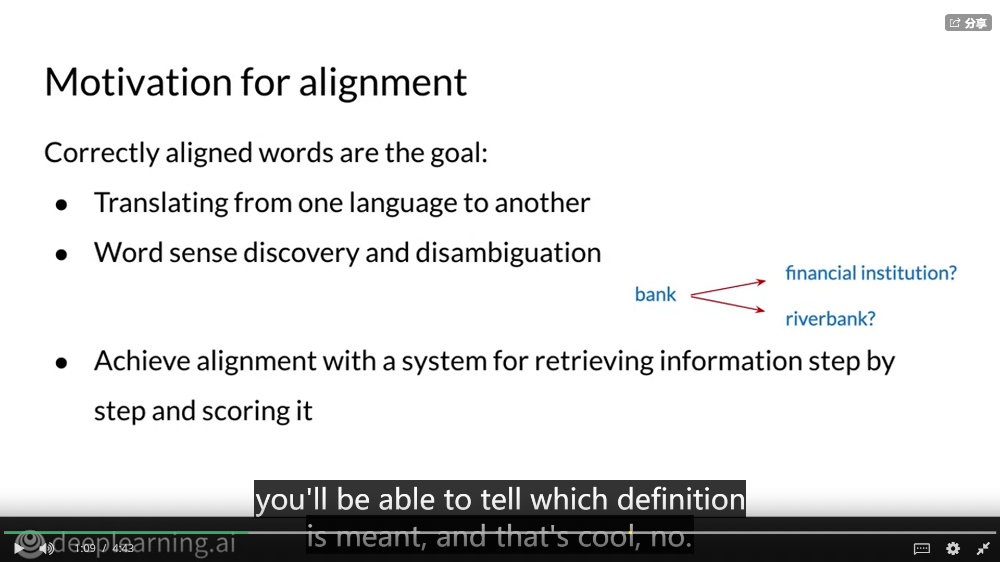 分享
Motivation for alignment
Correctly aligned words are the goal:
● Translating from one language to another
● Word sense discovery and disambiguation
financial institution?
bank
riverbank?
● Achieve alignment with a system for retrieving information step by
step and scoring it
you'll be able to tell which definition
is meant, and that's cool, no.
deeplearning.ai
1:09 / 4:43